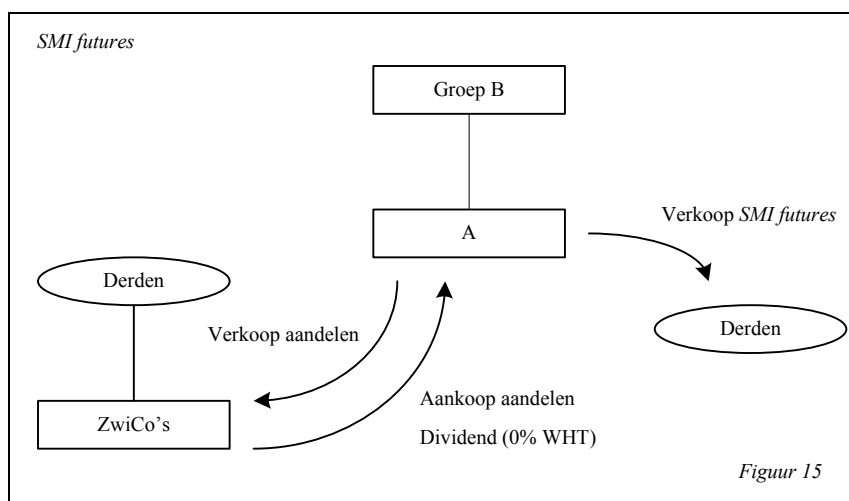 SMI futures
Groep B
A
Verkoop SMI futures
Derden
Derden
Verkoop aandelen
ZwiCo's
Aankoop aandelen
Dividend (0% WHT)
Figuur 15